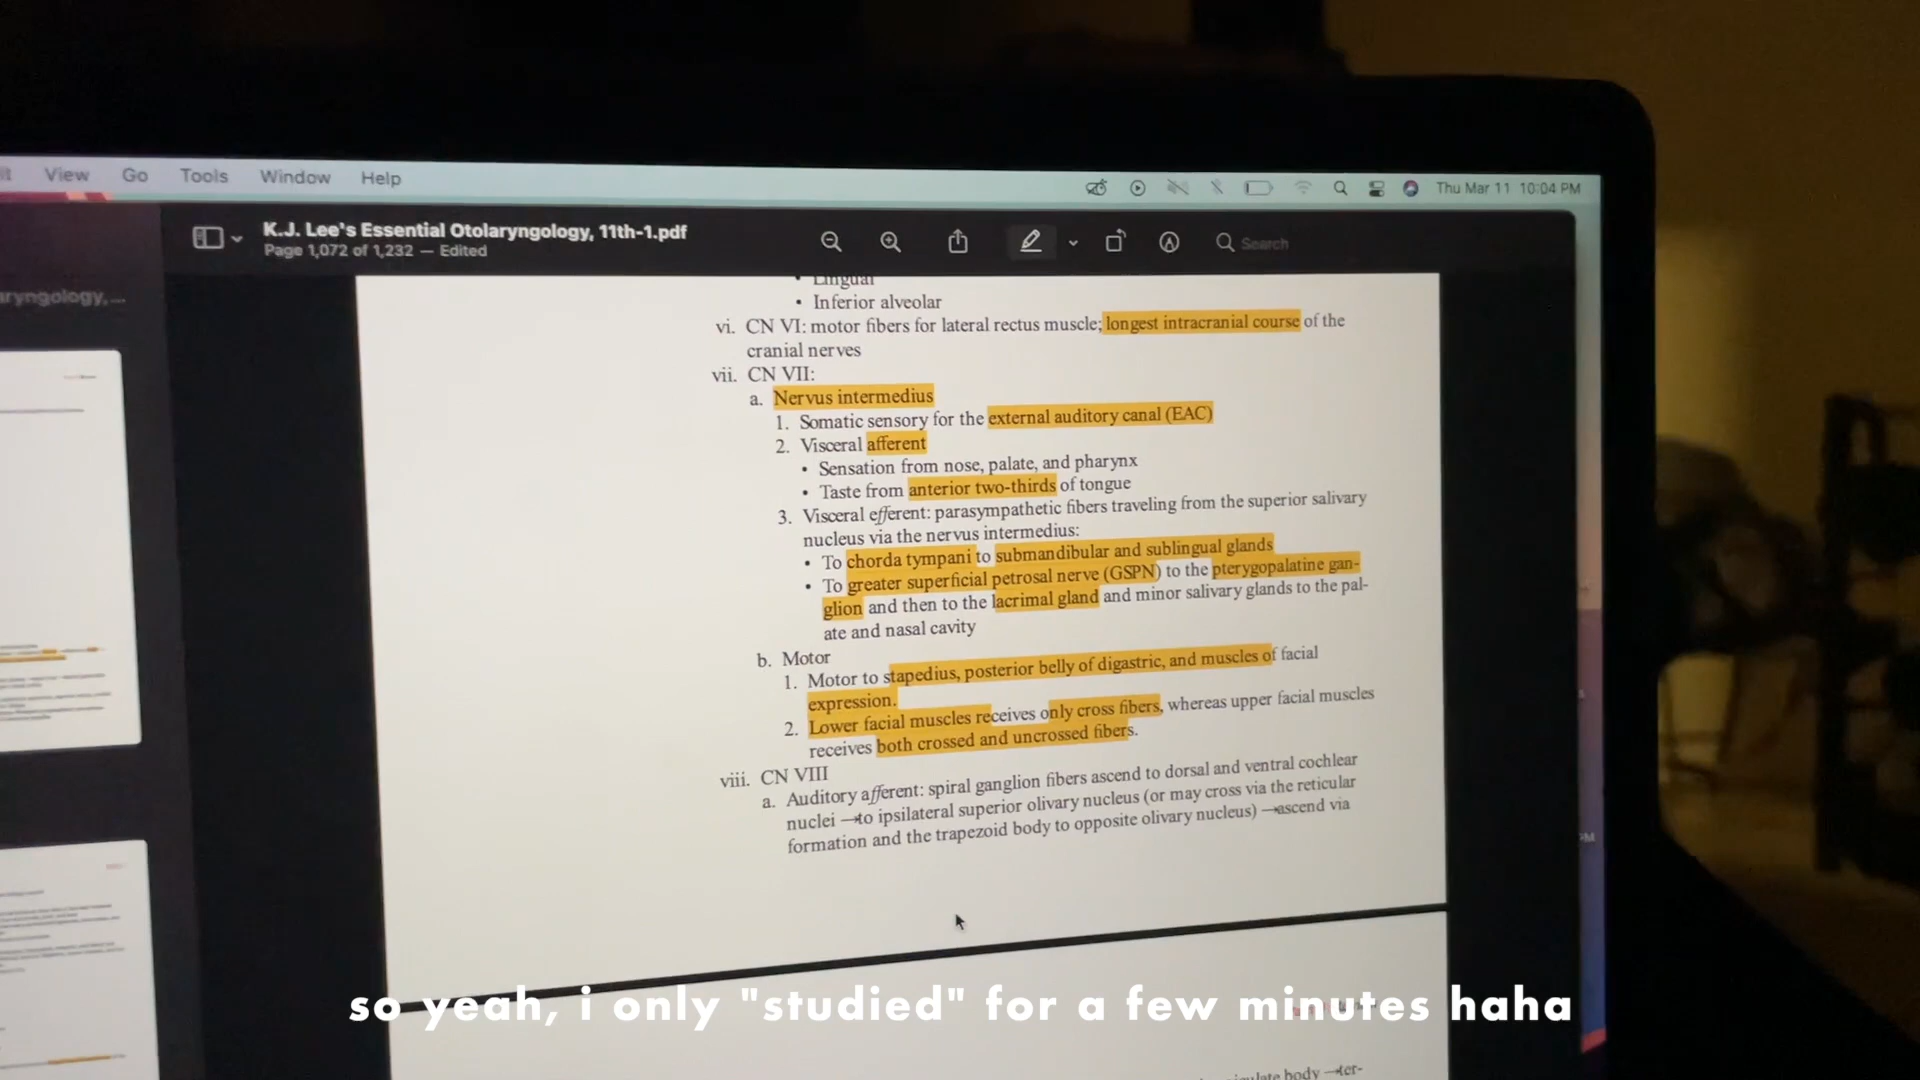 View Go Tools Window Help
Thu Mar 11 10:04 PM
K.J. Lee's Essential Otolaryngology, 11th-1.pdf
Page 1,072 of 1,232 — Edited
Search
aryngology,...
• Lingual
• Inferior alveolar
vi. CN VI: motor fibers for lateral rectus muscle; longest intracranial course of the
cranial nerves
vii. CN VII:
a. Nervus intermedius
1. Somatic sensory for the external auditory canal (EAC)
2. Visceral afferent
• Sensation from nose, palate, and pharynx
• Taste from anterior two-thirds of tongue
3. Visceral efferent: parasympathetic fibers traveling from the superior salivary
nucleus via the nervus intermedius:
• To chorda tympani to submandibular and sublingual glands
• To greater superficial petrosal nerve (GSPN) to the pterygopalatine gan-
glion and then to the lacrimal gland and minor salivary glands to the pal-
ate and nasal cavity
b. Motor
1. Motor to stapedius, posterior belly of digastric, and muscles of facial
expression.
2. Lower facial muscles receives only cross fibers, whereas upper facial muscles
receives both crossed and uncrossed fibers.
viii. CN VIII
a. Auditory afferent: spiral ganglion fibers ascend to dorsal and ventral cochlear
nuclei →to ipsilateral superior olivary nucleus (or may cross via the reticular
formation and the trapezoid body to opposite olivary nucleus) →ascend via
so yeah, i only "studied" for a few minutes haha
body →ter-